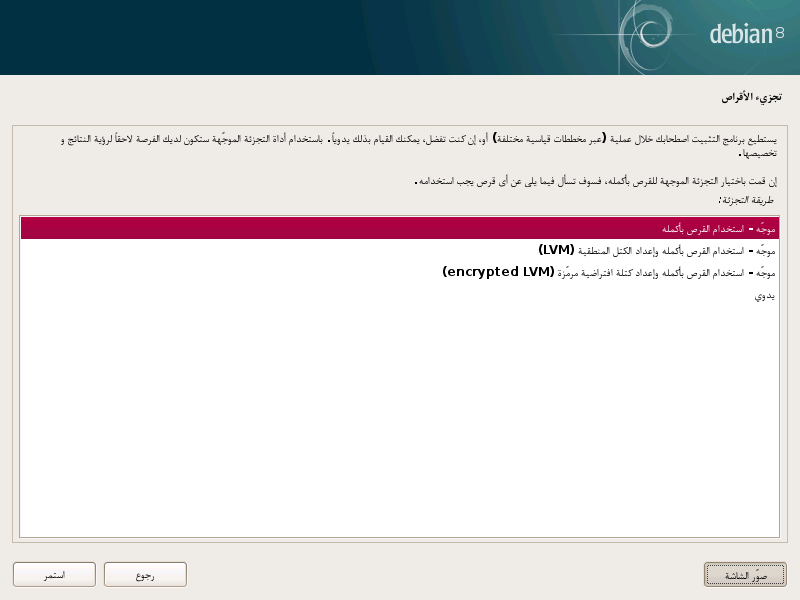 debian 8
تجزيء الأقراص
يستطيع برنامج التثبيت اصطحابك خلال عملية (عبر مخططات قياسية مختلفة) أو، إن كنت تفضل، يمكنك القيام بذلك يدوياً. باستخدام أداة التجزئة الموجّهة ستكون لديك الفرصة لاحقاً لرؤية النتائج و
تخصيصها.
إن قمت باختيار التجزئة الموجهة للقرص بأكمله، فسوف تسأل فيما يلي عن أي قرص يجب استخدامه.
طريقة التجزئة:
موجّه - استخدام القرص بأكمله
موجّه - استخدام القرص بأكمله وإعداد الكتل المنطقية (LVM)
موجّه - استخدام القرص بأكمله وإعداد كتلة افتراضية مرمّزة (encrypted LVM)
يدوي
صوّر الشاشة
رجوع
استمر